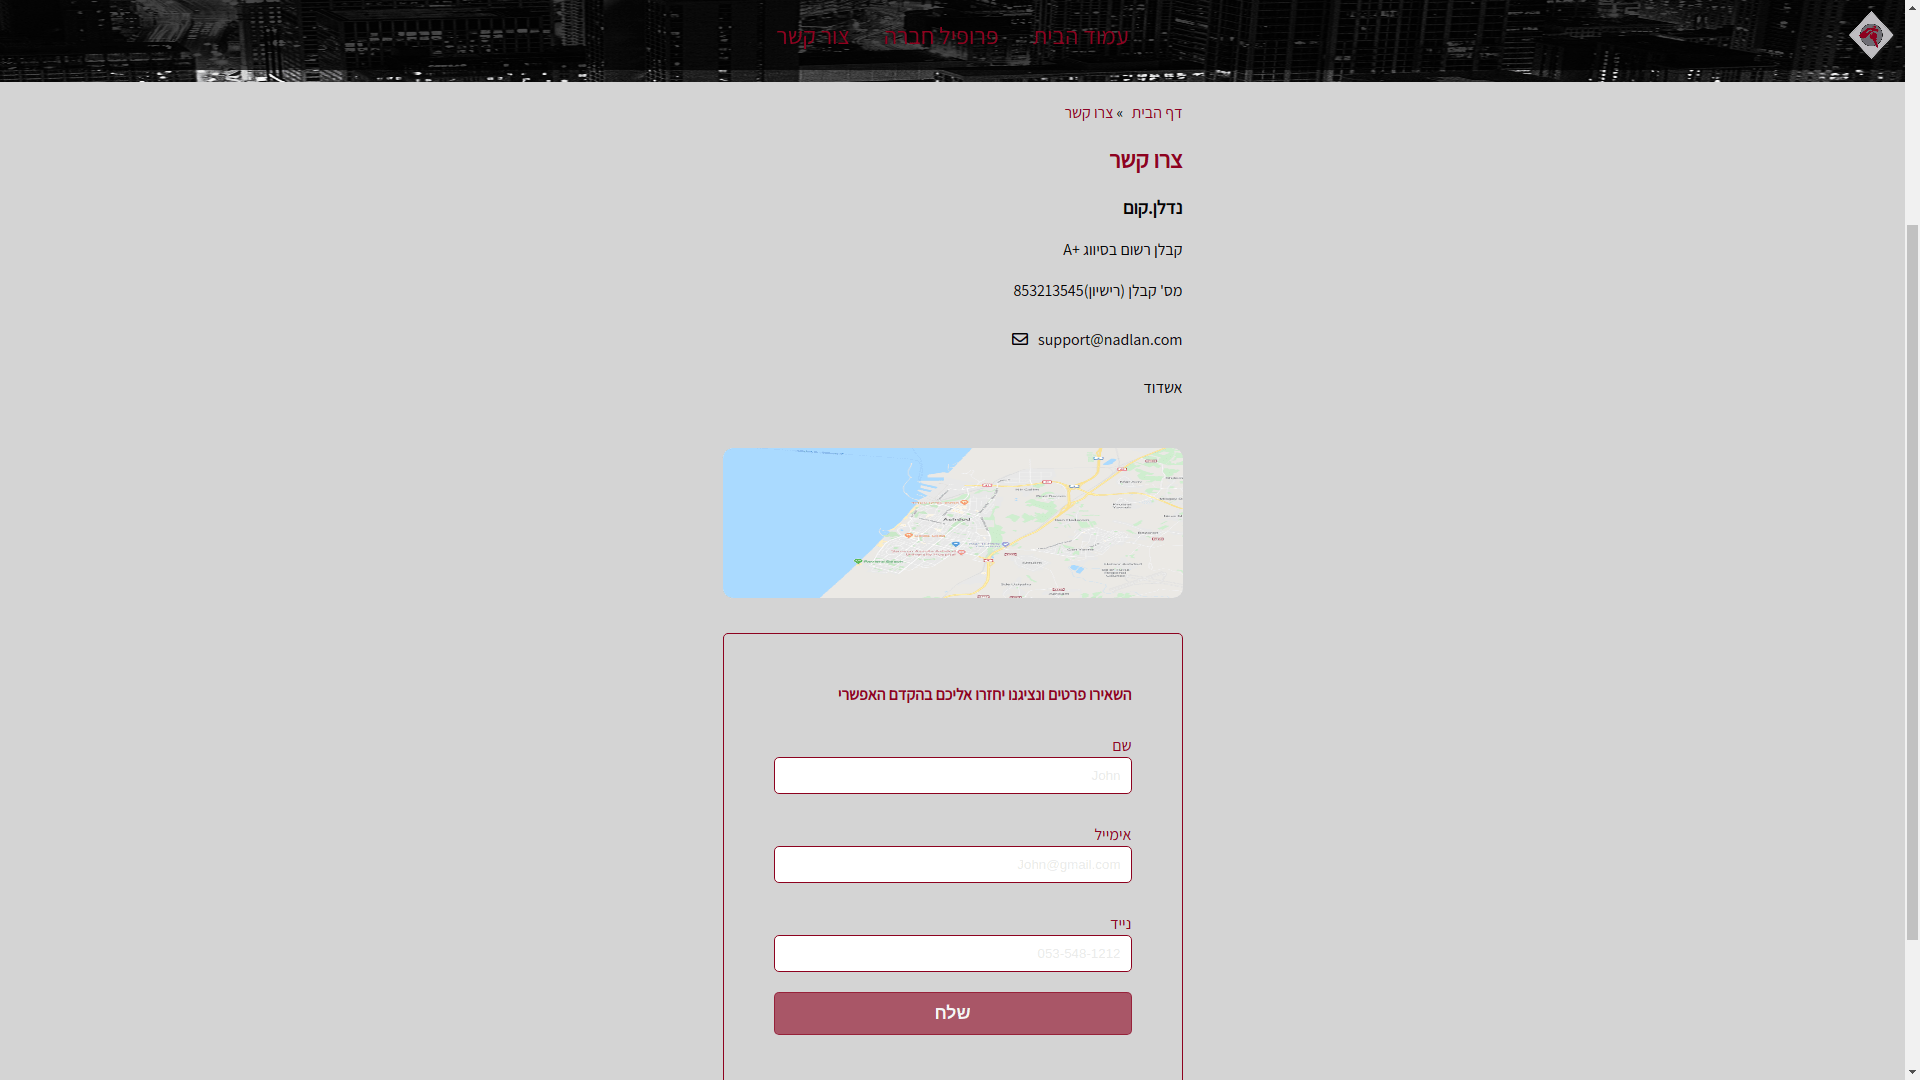 עמוד הבית
פרופיל חברה
צור קשר
דף הבית » צרו קשר
צרו קשר
נדלן.קום
קבלן רשום בסיווג +A
מס' קבלן (רישיון)853213545
support@nadlan.com
אשדוד
Ashdod
השאירו פרטים ונציגנו יחזרו אליכם בהקדם האפשרי
שם
John
אימייל
John@gmail.com
נייד
053-548-1212
שלח